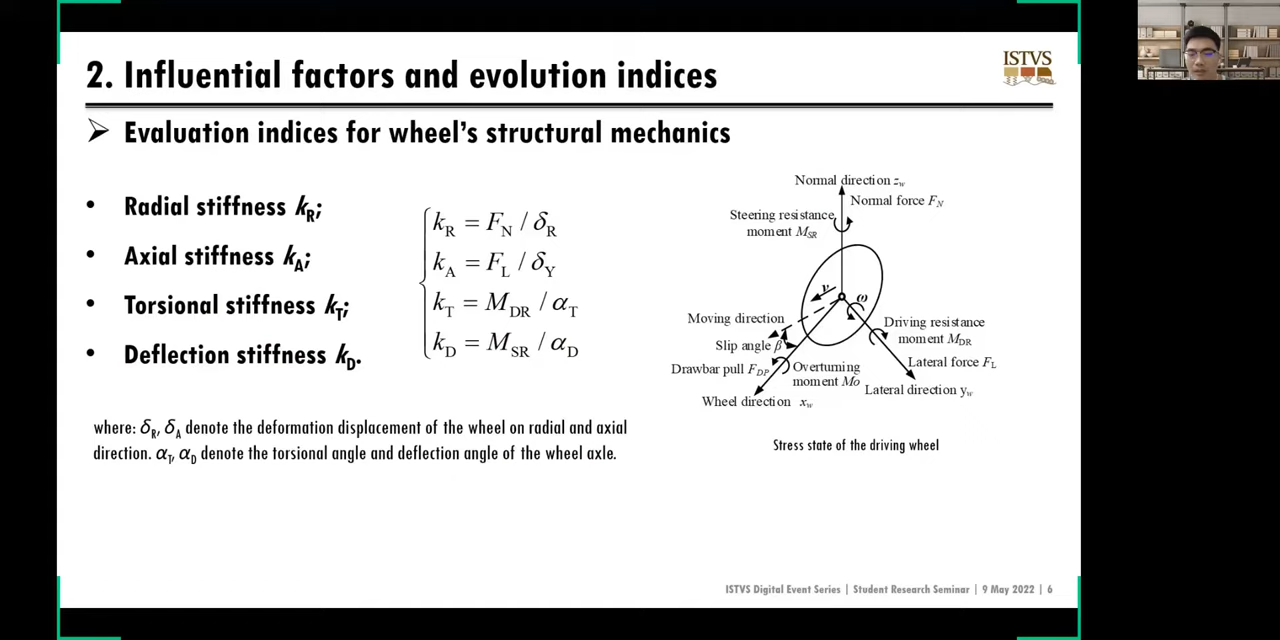 2. Influential factors and evolution indices
ISTVS
➢ Evaluation indices for wheel's structural mechanics
• Radial stiffness kR;
• Axial stiffness kA;
• Torsional stiffness kT;
• Deflection stiffness kD.
kR = FN / δR
kA = FL / δY
kT = MDR / αT
kD = MSR / αD
where: δR, δA denote the deformation displacement of the wheel on radial and axial
direction. αT, αD denote the torsional angle and deflection angle of the wheel axle.
Normal direction zw
Normal force FN
Steering resistance
moment MSR
v
ω
Moving direction
Driving resistance
moment MDR
Slip angle β
Lateral force FL
Drawbar pull FDP
Overturning
moment Mo
Lateral direction yw
Wheel direction xw
Stress state of the driving wheel
ISTVS Digital Event Series | Student Research Seminar | 9 May 2022 | 6